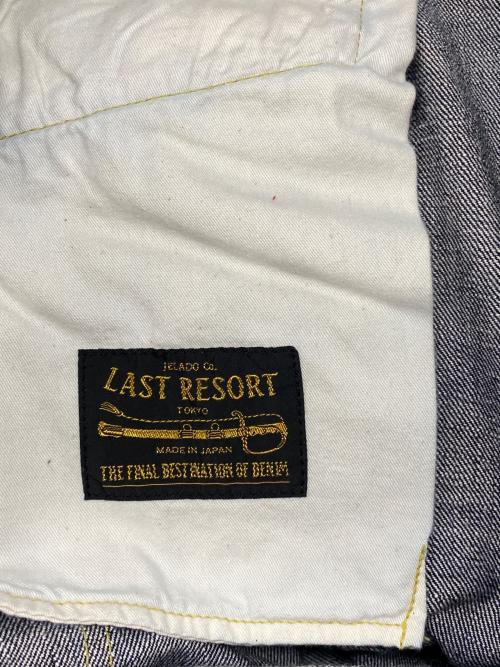 JELADO Co.
LAST RESORT
TOKYO
MADE IN JAPAN
THE FINAL DESTINATION OF DENIM